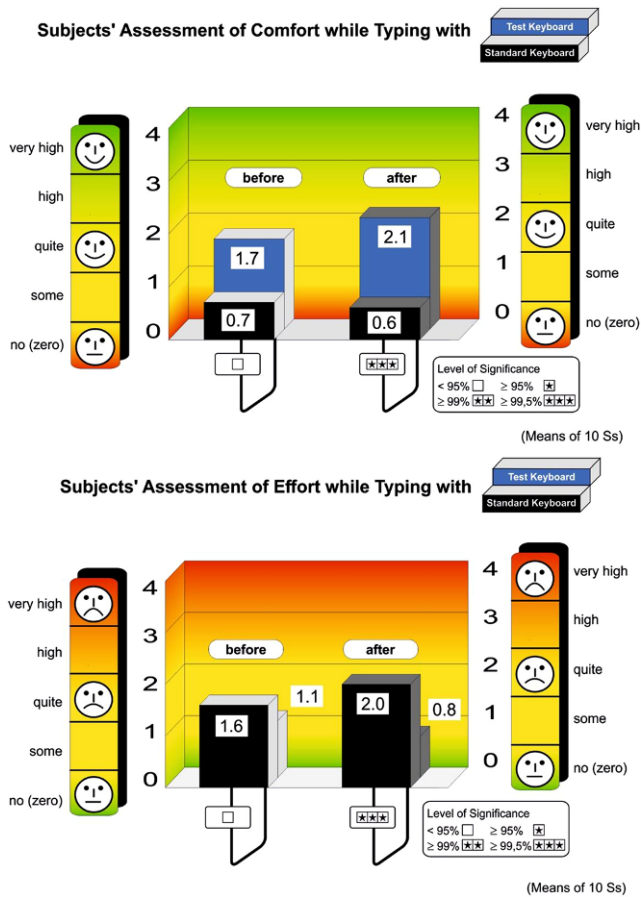 Subjects' Assessment of Comfort while Typing with
Test Keyboard
Standard Keyboard
very high
high
quite
some
no (zero)
4
3
2
1
0
before
after
1.7
2.1
0.7
0.6
4
3
2
1
0
very high
high
quite
some
no (zero)
Level of Significance
< 95% □ ≥ 95% ★
≥ 99% ★★ ≥ 99,5% ★★★
(Means of 10 Ss)
Subjects' Assessment of Effort while Typing with
Test Keyboard
Standard Keyboard
very high
high
quite
some
no (zero)
4
3
2
1
0
before
after
1.6
1.1
2.0
0.8
4
3
2
1
0
very high
high
quite
some
no (zero)
Level of Significance
< 95% □ ≥ 95% ★
≥ 99% ★★ ≥ 99,5% ★★★
(Means of 10 Ss)